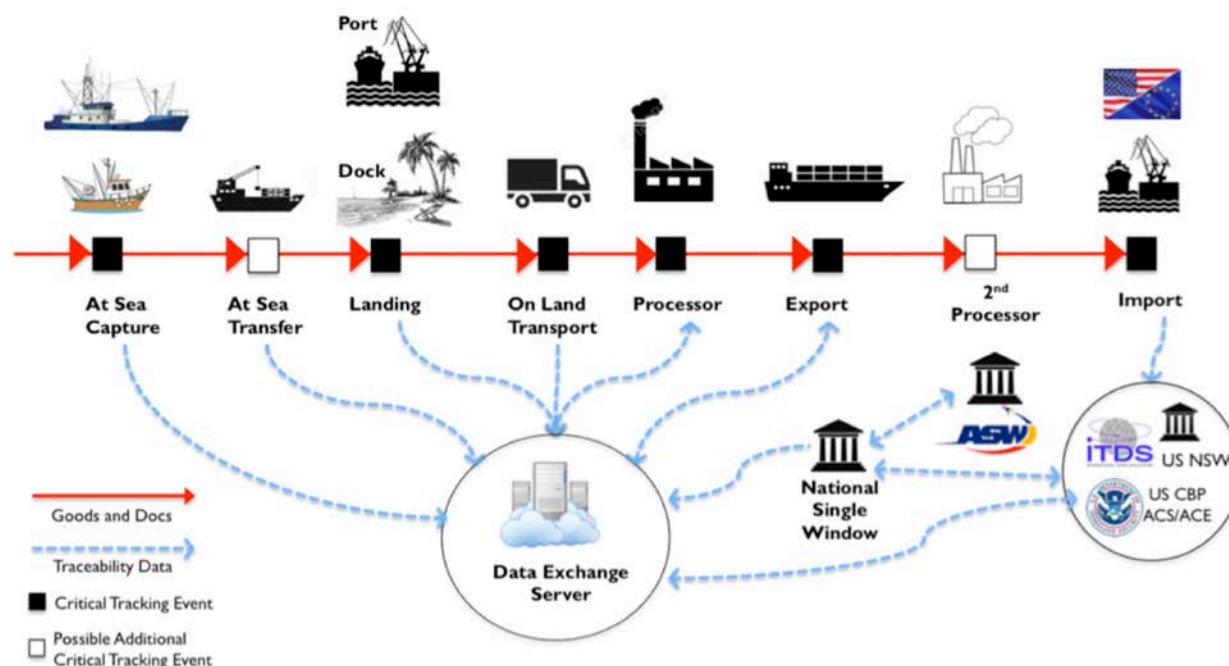 Port
Dock
At Sea
Capture
At Sea
Transfer
Landing
On Land
Transport
Processor
Export
2nd
Processor
Import
ASW
iTDS
US NSW
US CBP
ACS/ACE
National
Single
Window
Data Exchange
Server
Goods and Docs
Traceability Data
Critical Tracking Event
Possible Additional
Critical Tracking Event